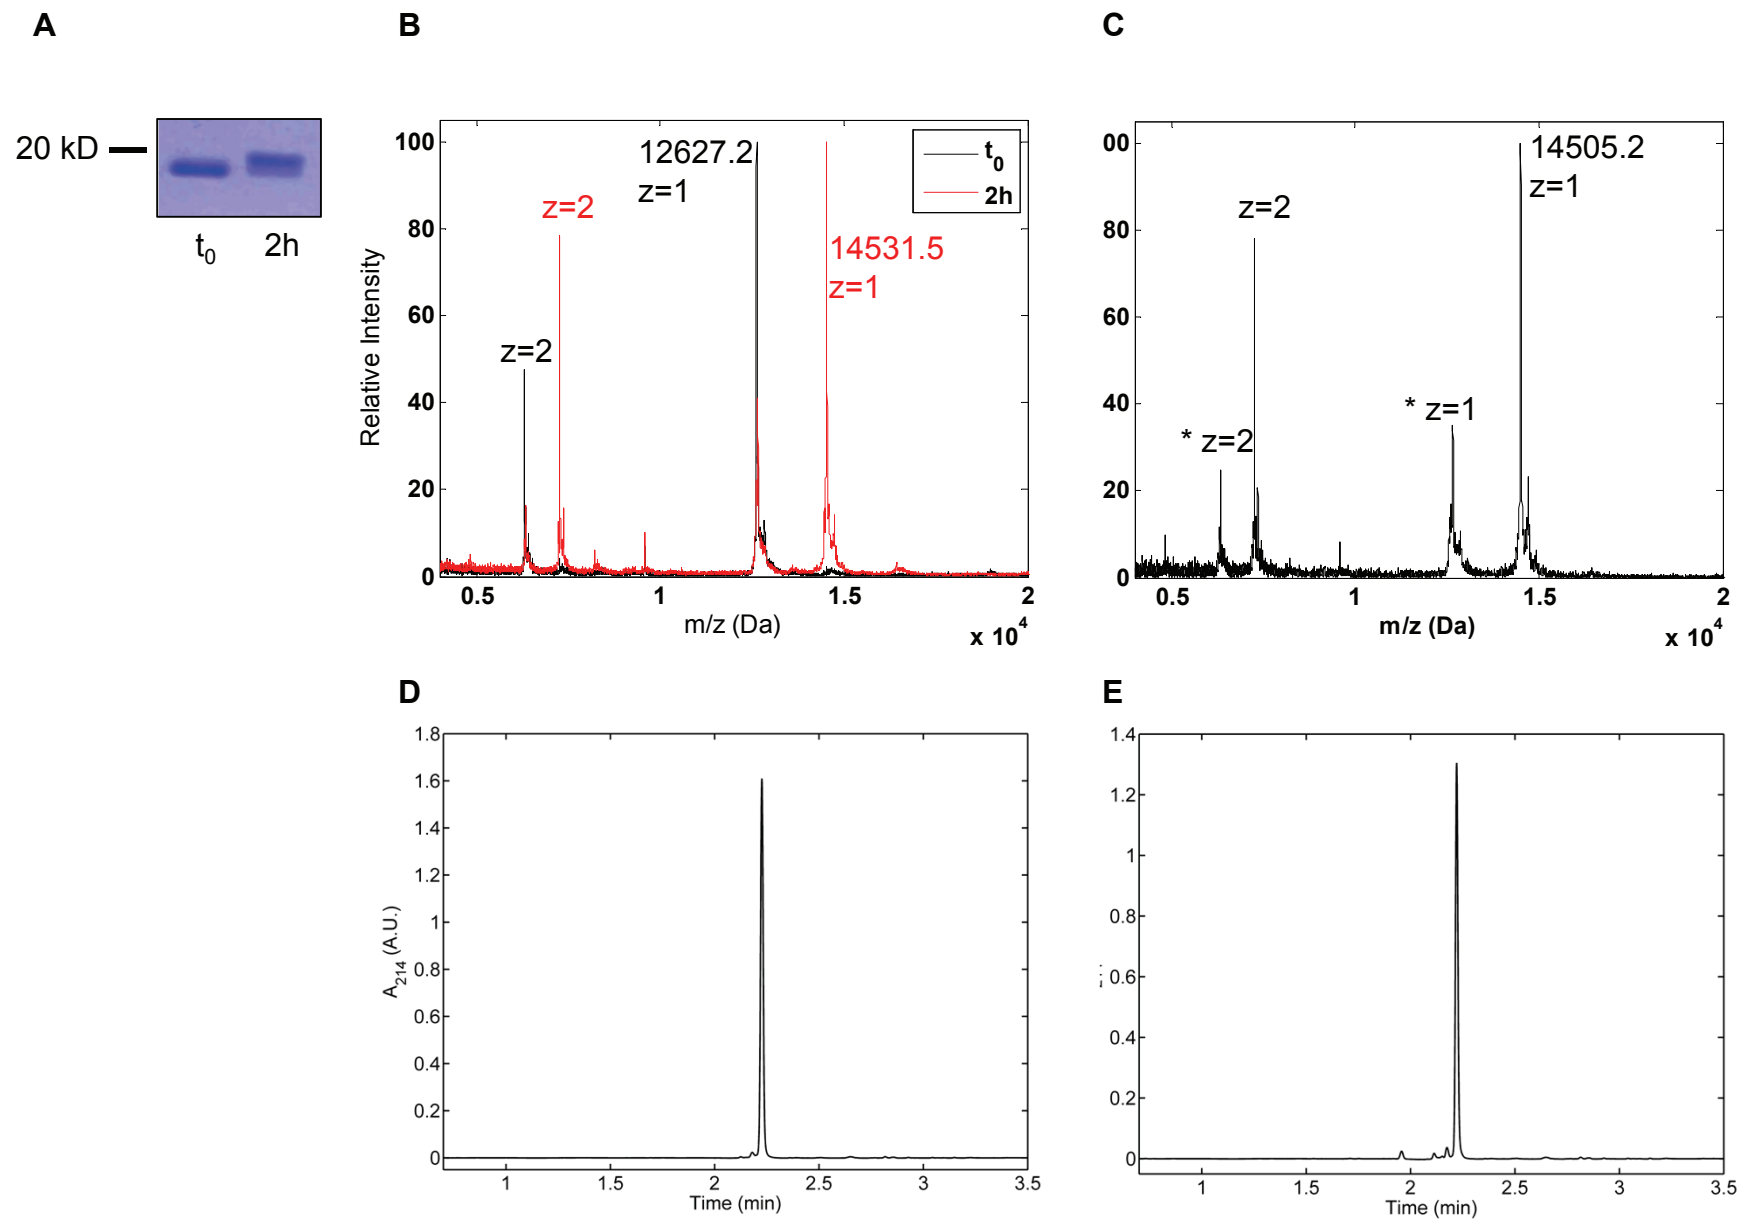 A
B
C
20 kD
t0
2h
100
80
60
40
20
0
Relative Intensity
12627.2
z=1
z=2
z=2
t0
2h
14531.5
z=1
0.5
1
1.5
2
m/z (Da)
x 10^4
00
80
60
40
20
0
z=2
* z=2
* z=1
14505.2
z=1
0.5
1
1.5
2
m/z (Da)
x 10^4
D
E
1.8
1.6
1.4
1.2
1
0.8
0.6
0.4
0.2
0
A214 (A.U.)
1
1.5
2
2.5
3
3.5
Time (min)
1.4
1.2
1
0.8
0.6
0.4
0.2
0
1
1.5
2
2.5
3
3.5
Time (min)